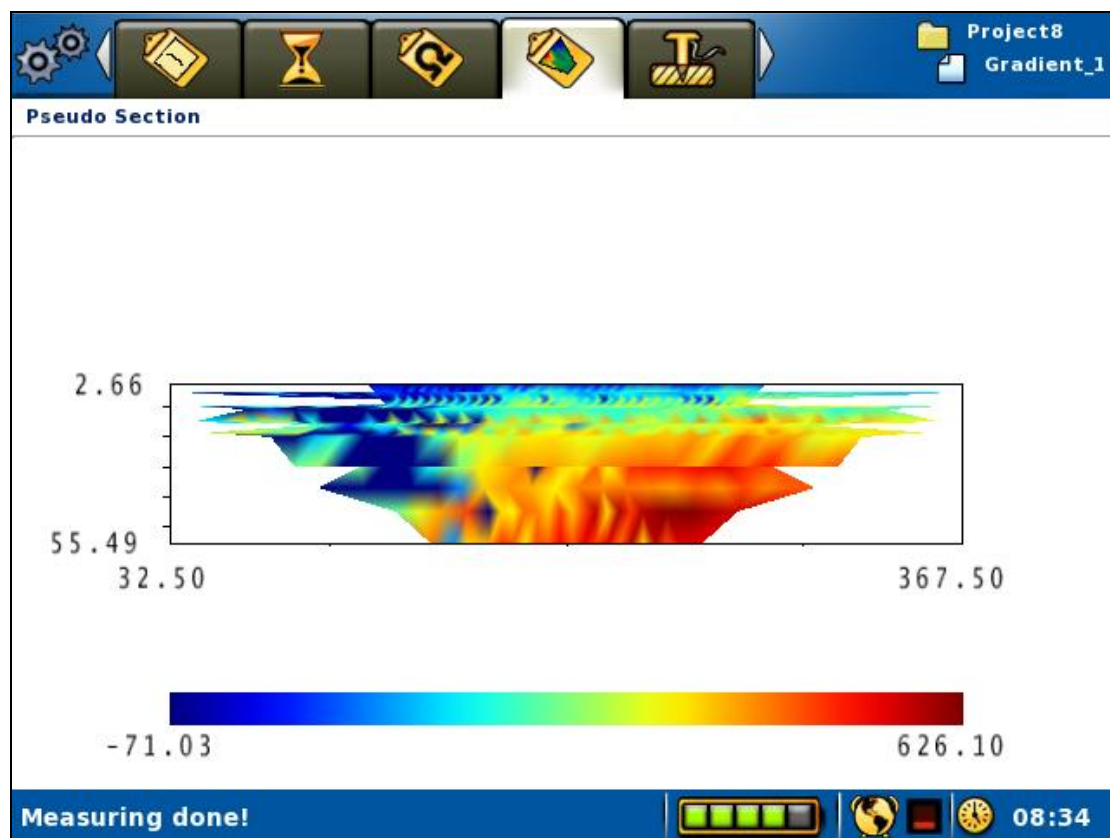 Project8
Gradient_1
Pseudo Section
2.66
55.49
32.50
367.50
-71.03
626.10
Measuring done!
08:34